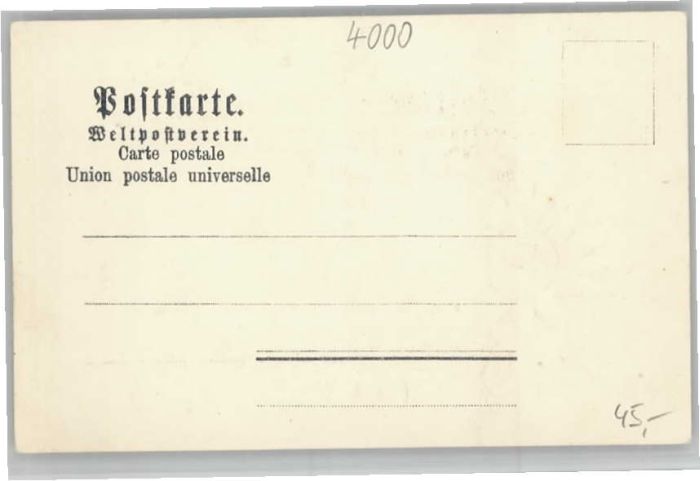 4000
Poſtkarte.
Weltpoſtverein.
Carte postale
Union postale universelle
45,-